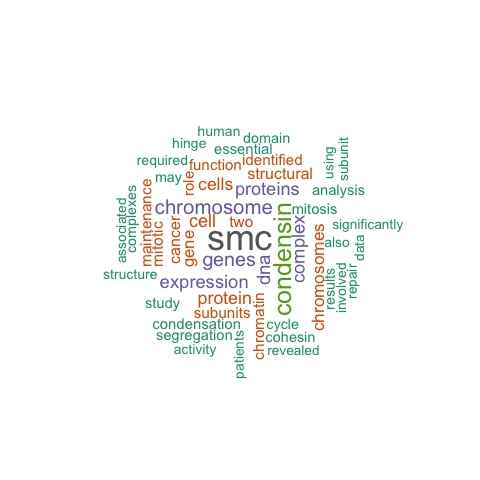 human
hinge
domain
essential
required
function
identified
using
subunit
may
role
structural
cells
proteins
analysis
associated
complexes
maintenance
mitotic
chromosome
mitosis
cancer
gene
cell
two
smc
condensin
complex
significantly
also
data
genes
dna
chromosomes
results
involved
repair
structure
expression
study
protein
subunits
chromatin
condensation
cycle
segregation
cohesin
activity
patients
revealed